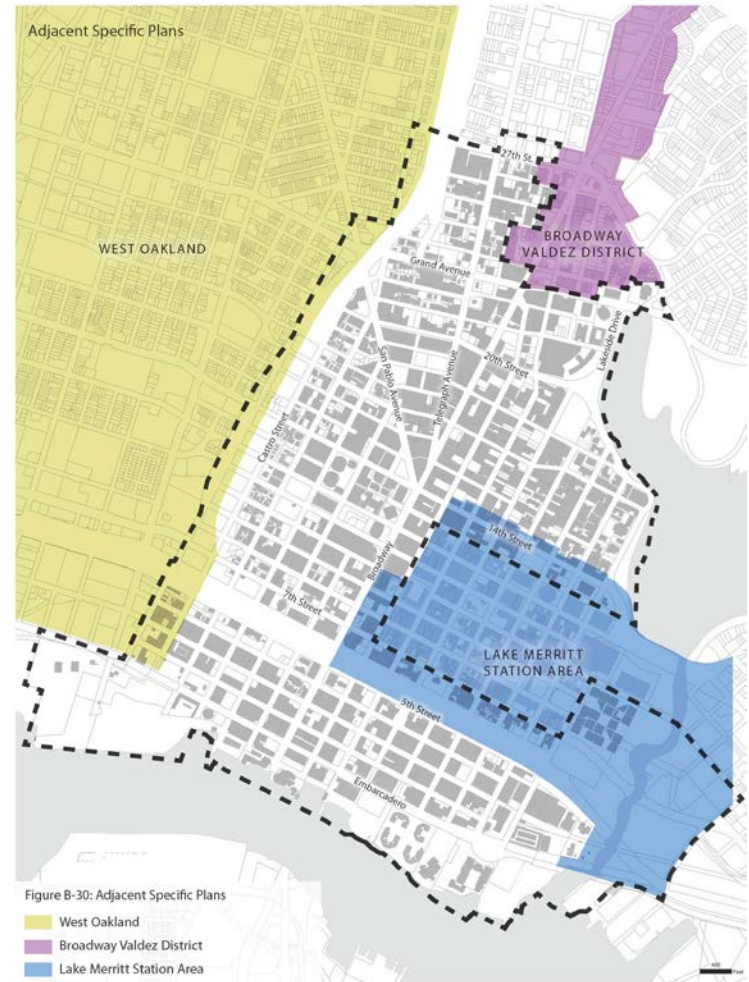 Adjacent Specific Plans
27th St.
WEST OAKLAND
BROADWAY
VALDEZ DISTRICT
Grand Avenue
Lakeside Drive
20th Street
San Pablo Avenue
Telegraph Avenue
Castro Street
14th Street
Broadway
7th Street
LAKE MERRITT
STATION AREA
5th Street
Embarcadero
Figure B-30: Adjacent Specific Plans
West Oakland
Broadway Valdez District
Lake Merritt Station Area
400
Feet